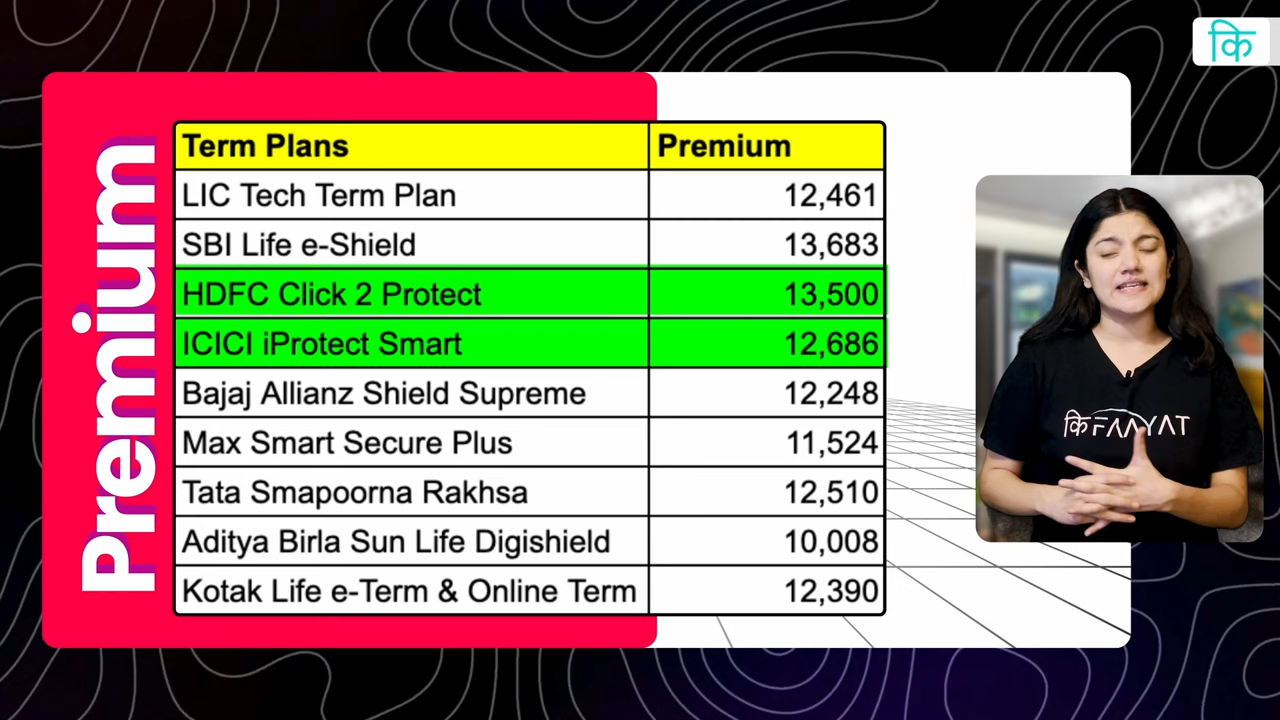 कि
Premium
Term Plans Premium
LIC Tech Term Plan 12,461
SBI Life e-Shield 13,683
HDFC Click 2 Protect 13,500
ICICI iProtect Smart 12,686
Bajaj Allianz Shield Supreme 12,248
Max Smart Secure Plus 11,524
Tata Smapoorna Rakhsa 12,510
Aditya Birla Sun Life Digishield 10,008
Kotak Life e-Term & Online Term 12,390
किFAAYAT